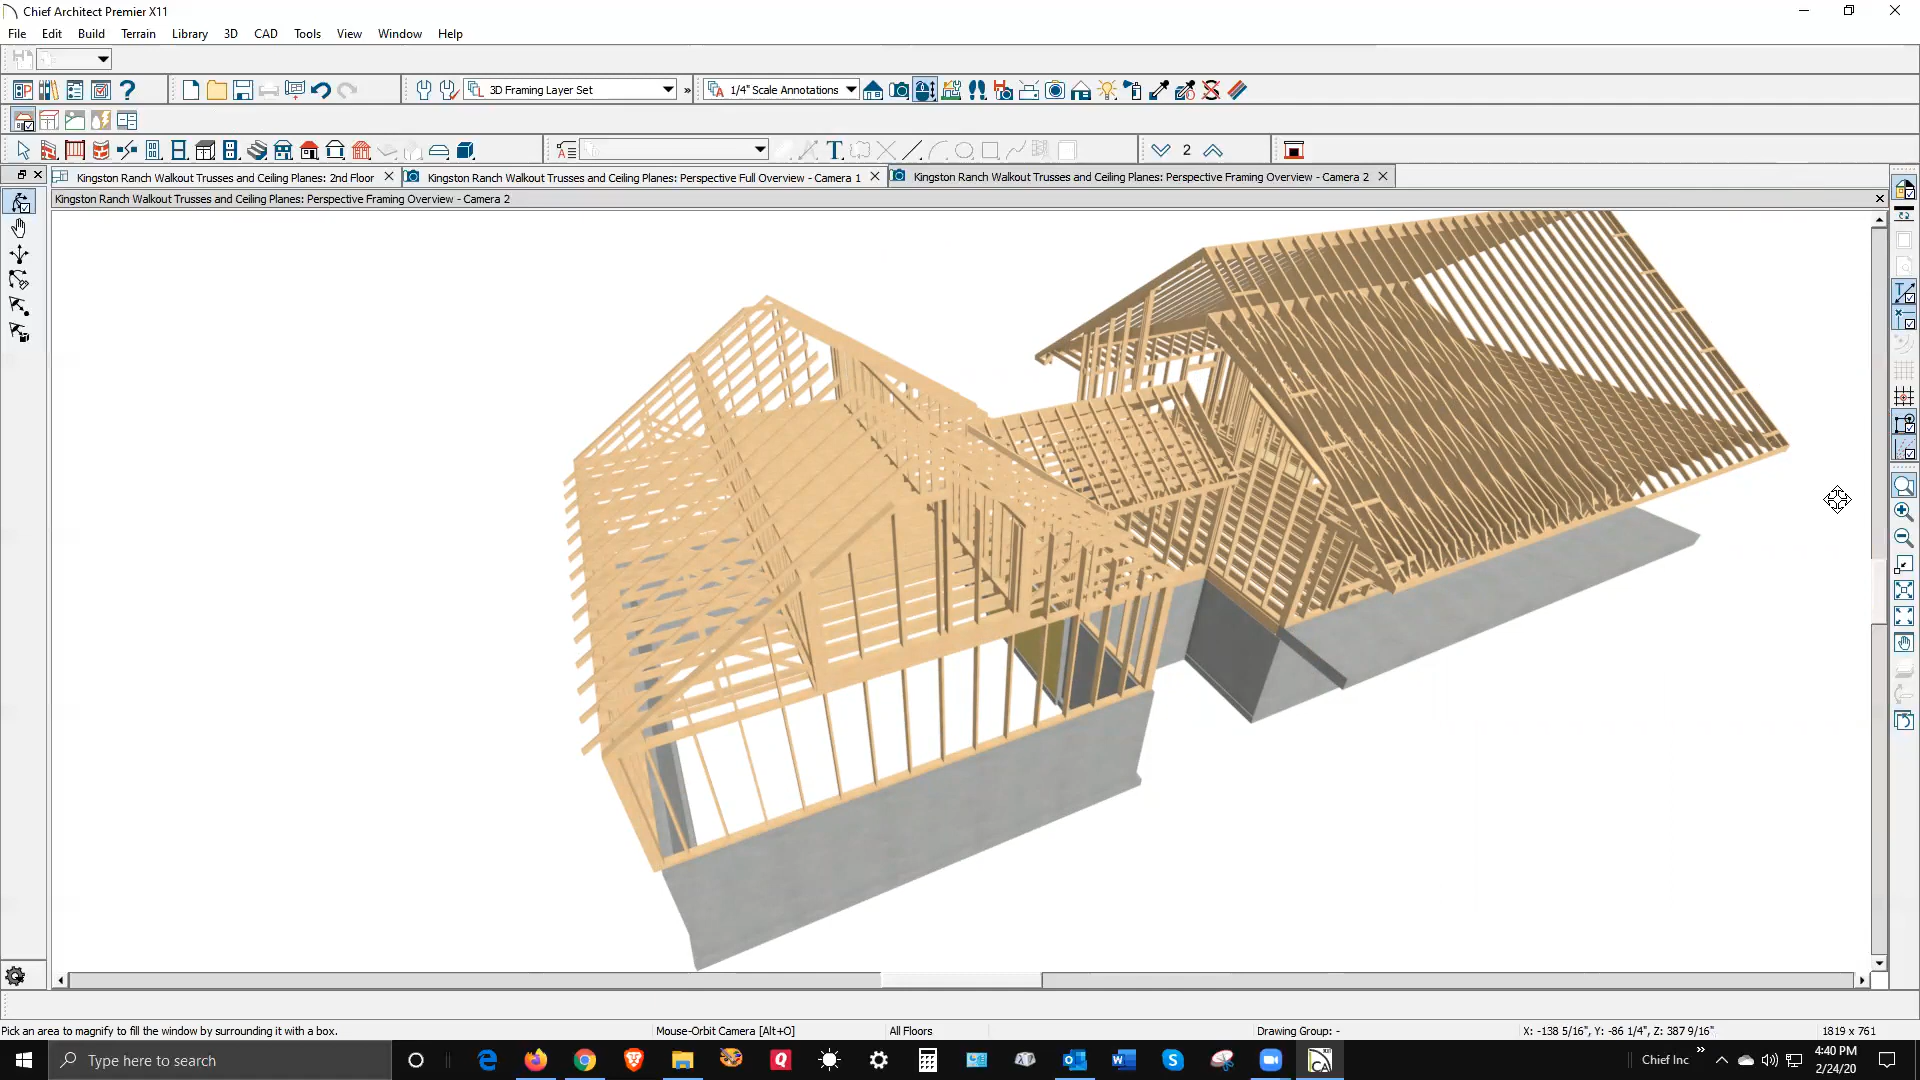 Chief Architect Premier X11
File Edit Build Terrain Library 3D CAD Tools View Window Help
3D Framing Layer Set
1/4" Scale Annotations
2
Kingston Ranch Walkout Trusses and Ceiling Planes: 2nd Floor
Kingston Ranch Walkout Trusses and Ceiling Planes: Perspective Full Overview - Camera 1
Kingston Ranch Walkout Trusses and Ceiling Planes: Perspective Framing Overview - Camera 2
Kingston Ranch Walkout Trusses and Ceiling Planes: Perspective Framing Overview - Camera 2
Pick an area to magnify to fill the window by surrounding it with a box.
Mouse-Orbit Camera [Alt+O]
All Floors
Drawing Group: -
X: -138 5/16", Y: -86 1/4", Z: 387 9/16"
1819 x 761
Type here to search
Chief Inc
4:40 PM
2/24/20